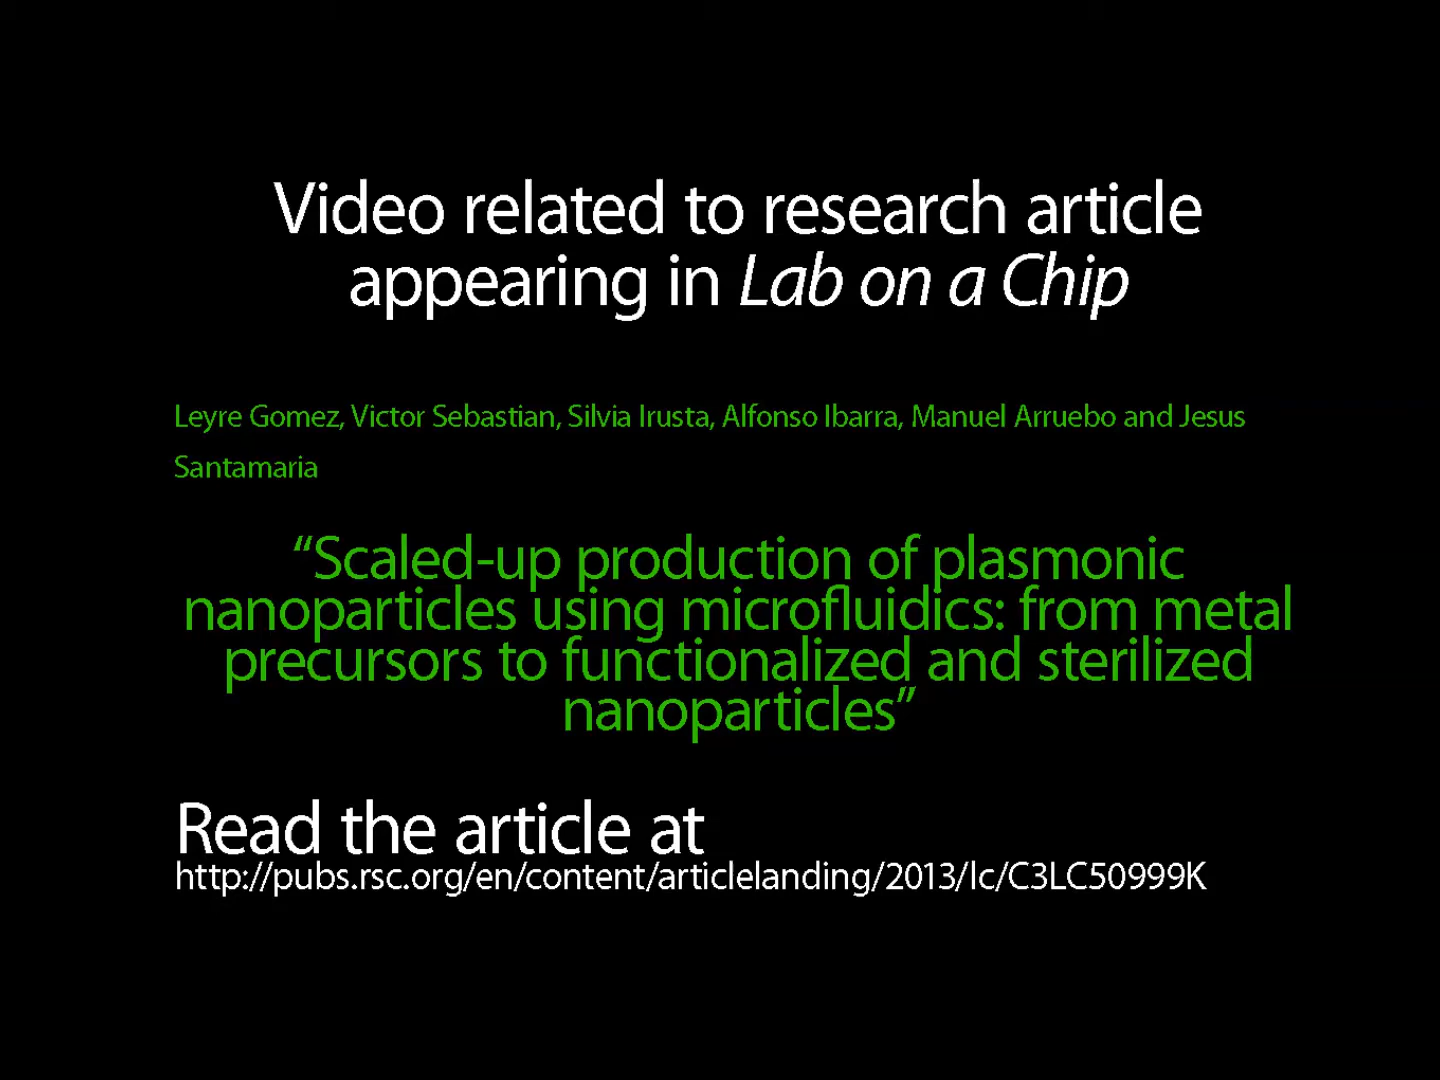 Video related to research article
appearing in Lab on a Chip
Leyre Gomez, Victor Sebastian, Silvia Irusta, Alfonso Ibarra, Manuel Arruebo and Jesus
Santamaria
“Scaled-up production of plasmonic
nanoparticles using microfluidics: from metal
precursors to functionalized and sterilized
nanoparticles”
Read the article at
http://pubs.rsc.org/en/content/articlelanding/2013/lc/C3LC50999K